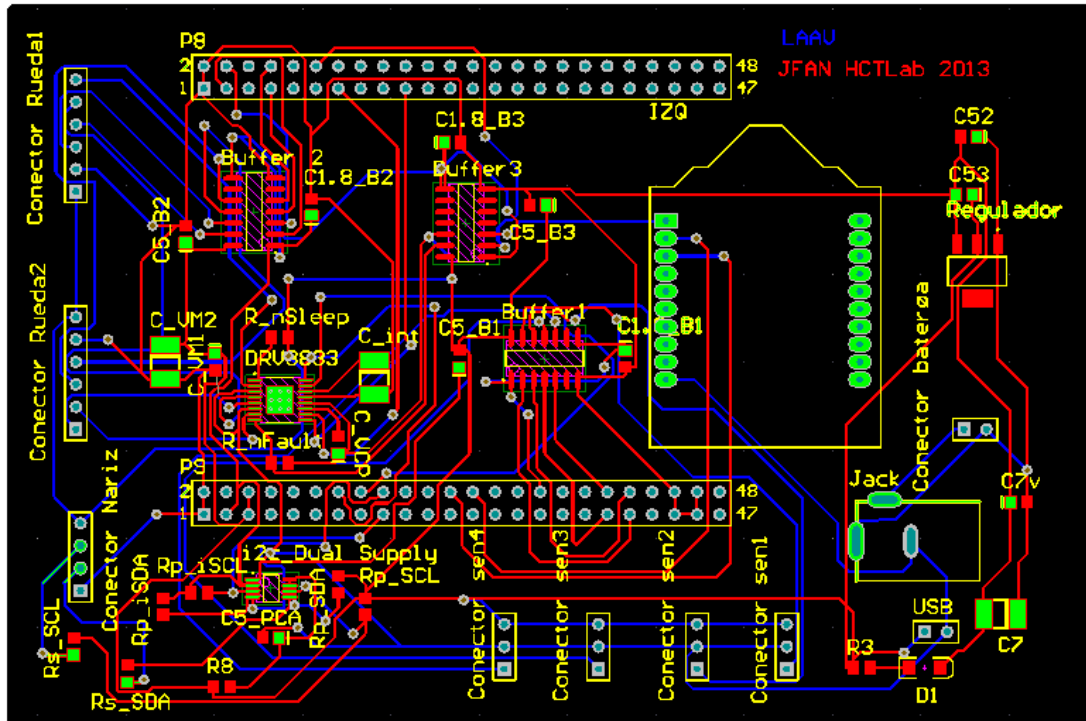 LAAV
JFAN HCTLab 2013
P8
2
1
48
47
IZQ
Conector Rueda1
C1.8_B3
C52
Buffer 2
Buffer3
C1.8_B2
C53
Regulador
C5_B2
C5_B3
Conector Rueda2
C_VM2
C_VM1
R_nSleep
C_int
C5_B1
Buffer1
DRV8833
R_nFault
C_VCP
Conector baterøa
P9
2
1
48
47
Jack
C7v
Conector Nariz
i2c_Dual Supply
Rp_iSCL
Rp_SCL
Rp_iSDA
Rp_SDA
C5_PCA
Conector sen4
Conector sen3
Conector sen2
Conector sen1
USB
C7
Rs_SCL
R8
R3
Rs_SDA
D1